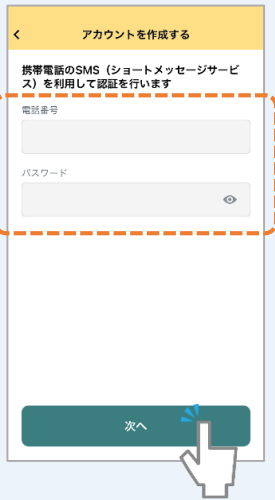 アカウントを作成する
携帯電話のSMS（ショートメッセージサービ
ス）を利用して認証を行います
電話番号
パスワード
次へ